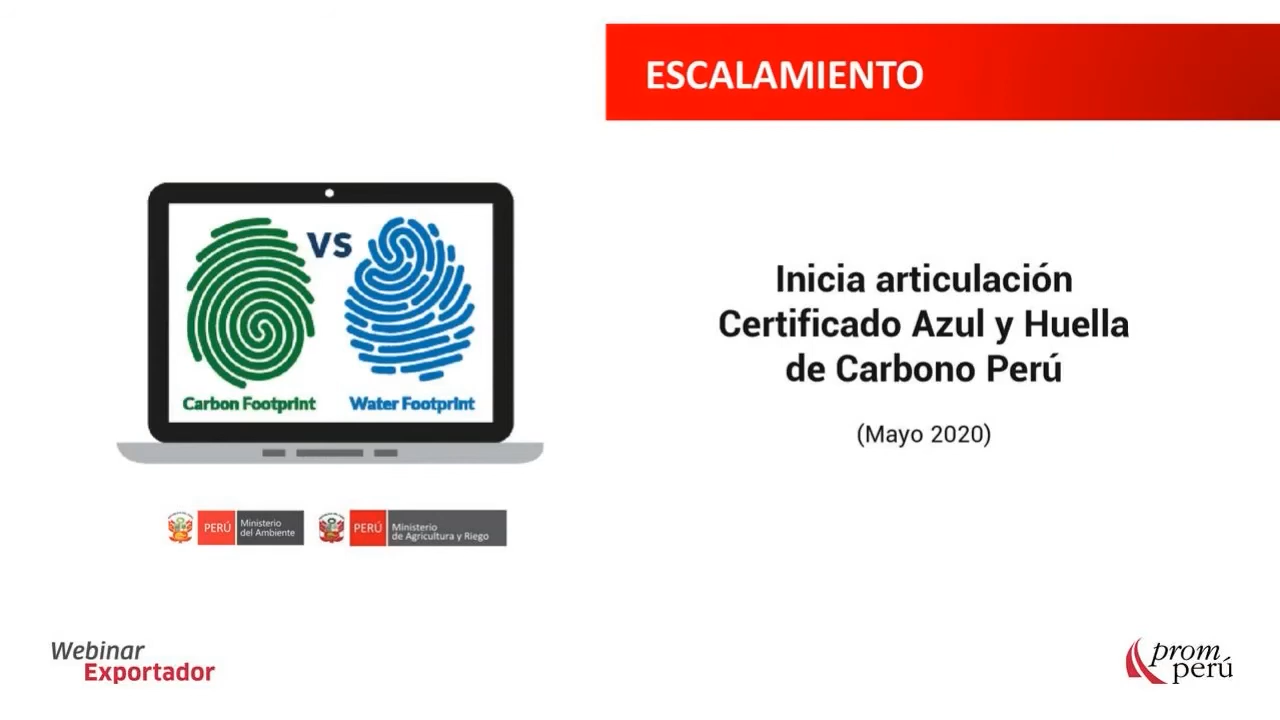 ESCALAMIENTO
VS
Carbon Footprint
Water Footprint
Inicia articulación
Certificado Azul y Huella
de Carbono Perú
(Mayo 2020)
PERÚ
Ministerio
del Ambiente
PERÚ
Ministerio
de Agricultura y Riego
Webinar
Exportador
prom
perú